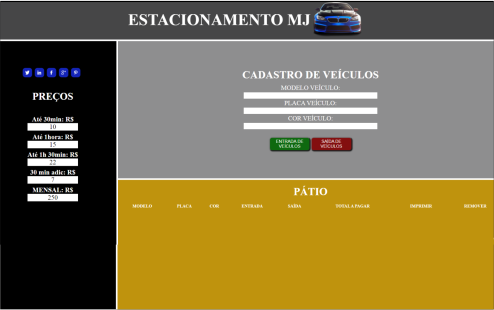 ESTACIONAMENTO MJ
PREÇOS
Até 30min: R$
10
Até 1hora: R$
15
Até 1h 30min: R$
22
30 min adic: R$
7
MENSAL: R$
250
CADASTRO DE VEÍCULOS
MODELO VEÍCULO:
PLACA VEÍCULO:
COR VEÍCULO:
ENTRADA DE SAÍDA DE
VEÍCULOS VEÍCULOS
PÁTIO
MODELO PLACA COR ENTRADA SAÍDA TOTAL A PAGAR IMPRIMIR REMOVER